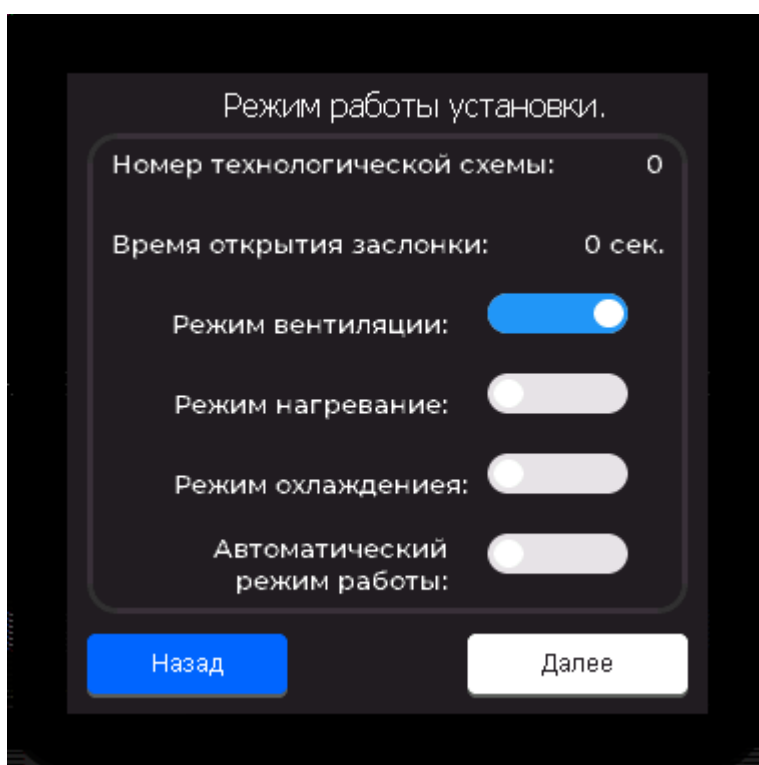 Режим работы установки.
Номер технологической схемы: 0
Время открытия заслонки: 0 сек.
Режим вентиляции:
Режим нагревание:
Режим охлаждениея:
Автоматический
режим работы:
Назад Далее